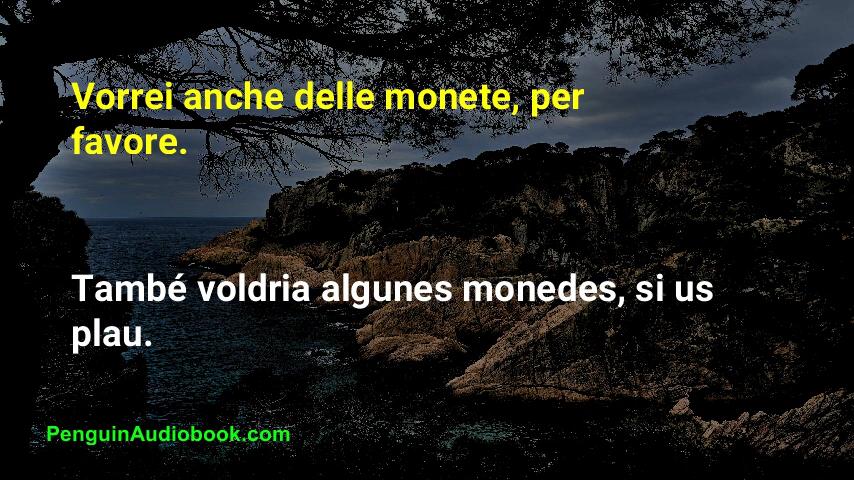 Vorrei anche delle monete, per
favore.
També voldria algunes monedes, si us
plau.
PenguinAudiobook.com